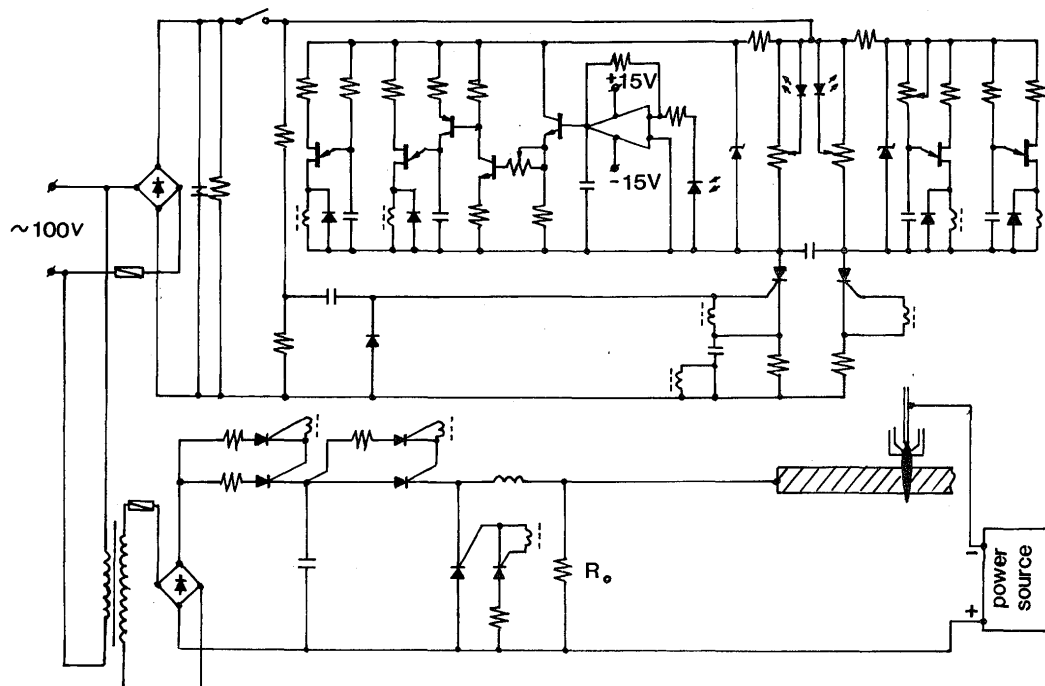 +15V
-15V
~100V
R₀
-
+
power
source